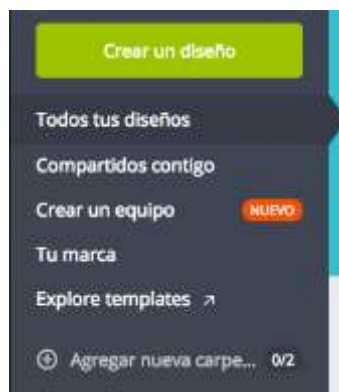 Crear un diseño
Todos tus diseños
Compartidos contigo
Crear un equipo NUEVO
Tu marca
Explore templates ↗
Agregar nueva carpe... 0/2